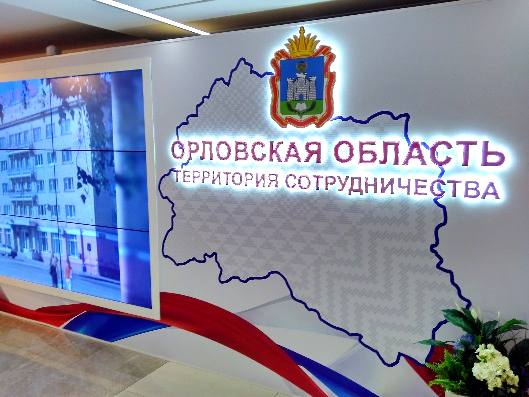 ОРЛОВСКАЯ ОБЛАСТЬ
ТЕРРИТОРИЯ СОТРУДНИЧЕСТВА